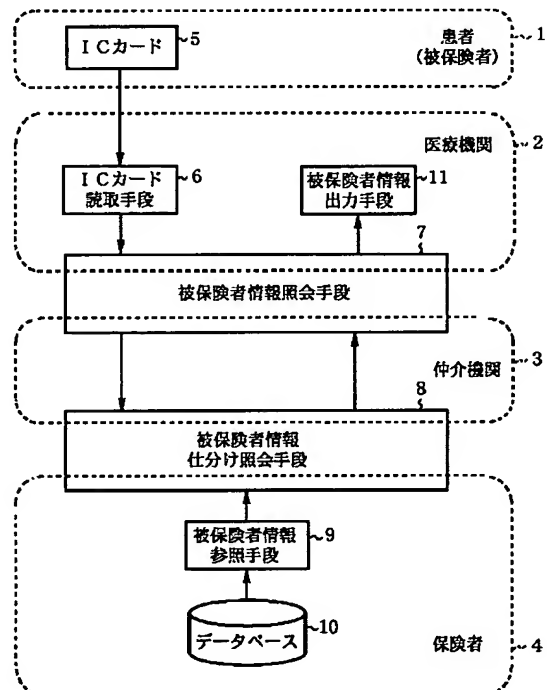 ICカード
5
患者
(被保険者)
1
医療機関
2
ICカード
読取手段
6
被保険者情報
出力手段
11
7
被保険者情報照会手段
仲介機関
3
8
被保険者情報
仕分け照会手段
被保険者情報
参照手段
9
データベース
10
保険者
4